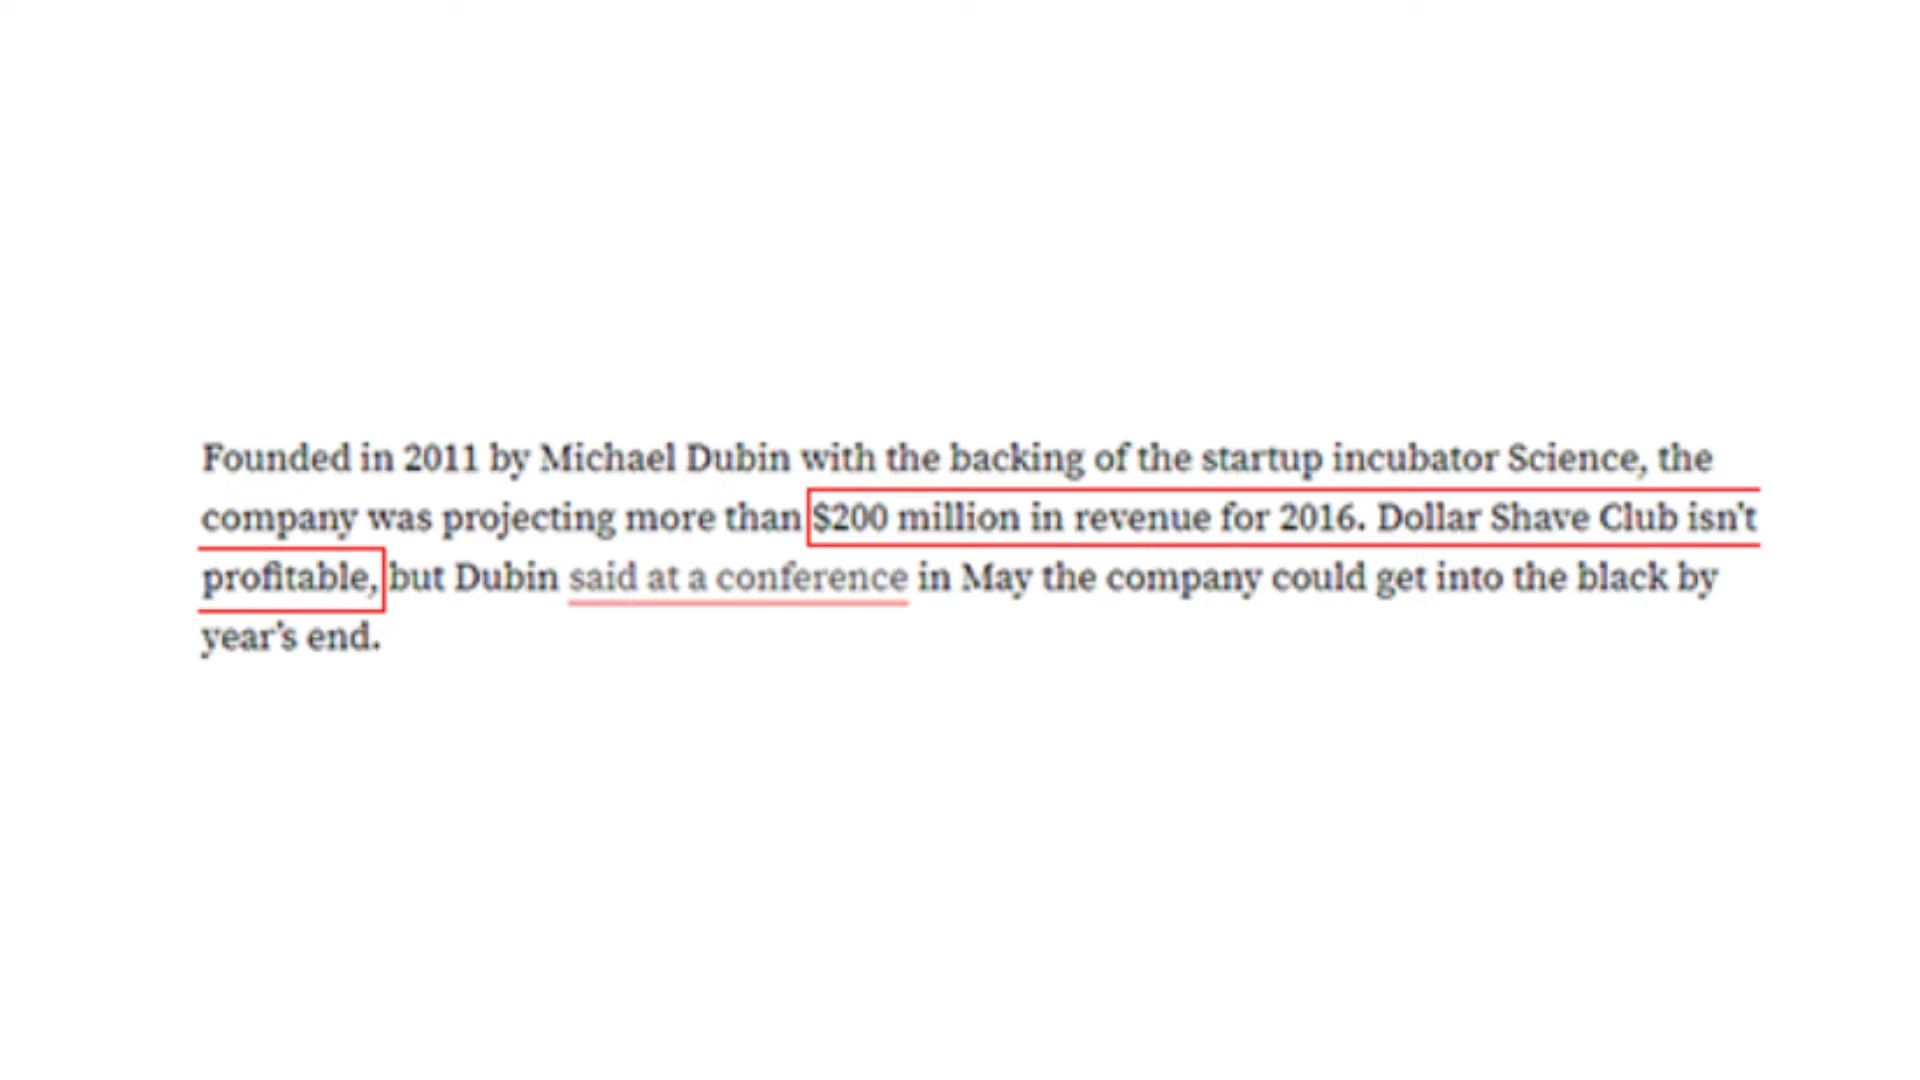 Founded in 2011 by Michael Dubin with the backing of the startup incubator Science, the
company was projecting more than $200 million in revenue for 2016. Dollar Shave Club isn't
profitable, but Dubin said at a conference in May the company could get into the black by
year's end.